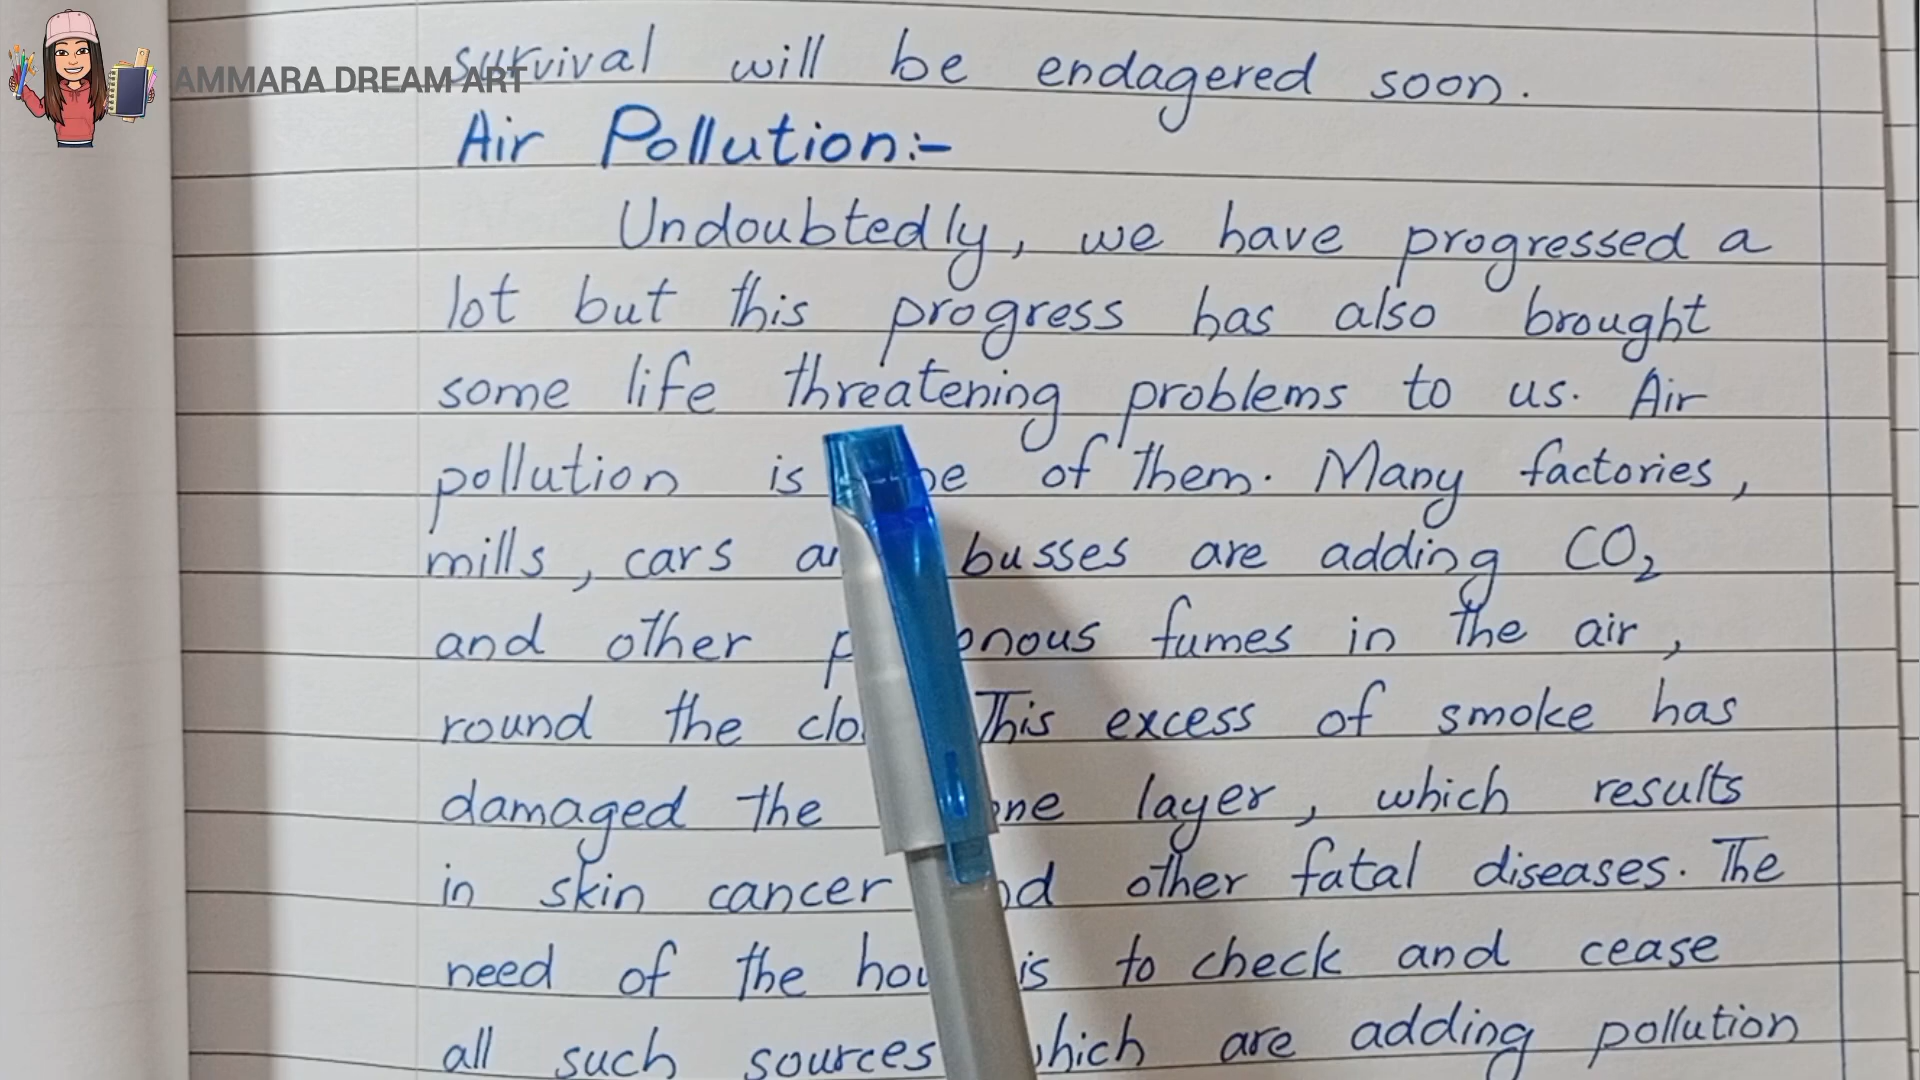 AMMARA DREAM ART
survival will be endagered soon.
Air Pollution:-
Undoubtedly, we have progressed a
lot but this progress has also brought
some life threatening problems to us. Air
pollution is of them. Many factories,
mills, cars busses are adding CO₂
and other fumes in the air,
round the This excess of smoke has
damaged the layer, which results
in skin cancer other fatal diseases. The
need of the is to check and cease
all such sources which are adding pollution